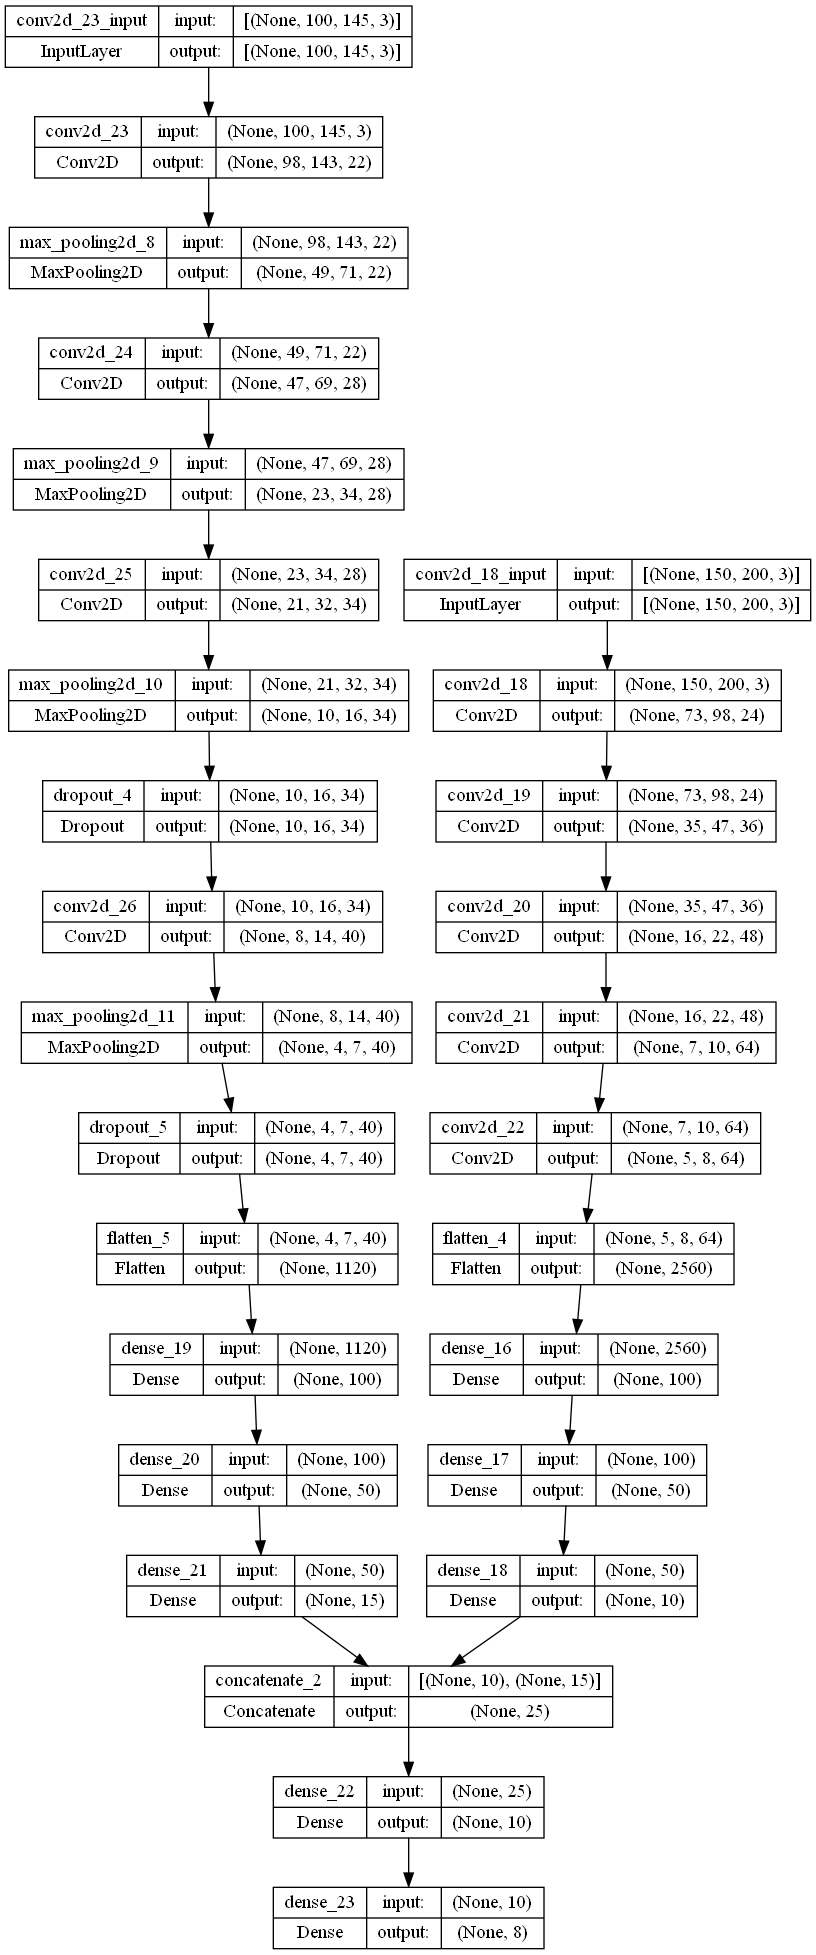 conv2d_23_input input: [(None, 100, 145, 3)]
InputLayer output: [(None, 100, 145, 3)]
conv2d_23 input: (None, 100, 145, 3)
Conv2D output: (None, 98, 143, 22)
max_pooling2d_8 input: (None, 98, 143, 22)
MaxPooling2D output: (None, 49, 71, 22)
conv2d_24 input: (None, 49, 71, 22)
Conv2D output: (None, 47, 69, 28)
max_pooling2d_9 input: (None, 47, 69, 28)
MaxPooling2D output: (None, 23, 34, 28)
conv2d_25 input: (None, 23, 34, 28)
Conv2D output: (None, 21, 32, 34)
max_pooling2d_10 input: (None, 21, 32, 34)
MaxPooling2D output: (None, 10, 16, 34)
dropout_4 input: (None, 10, 16, 34)
Dropout output: (None, 10, 16, 34)
conv2d_26 input: (None, 10, 16, 34)
Conv2D output: (None, 8, 14, 40)
max_pooling2d_11 input: (None, 8, 14, 40)
MaxPooling2D output: (None, 4, 7, 40)
dropout_5 input: (None, 4, 7, 40)
Dropout output: (None, 4, 7, 40)
flatten_5 input: (None, 4, 7, 40)
Flatten output: (None, 1120)
dense_19 input: (None, 1120)
Dense output: (None, 100)
dense_20 input: (None, 100)
Dense output: (None, 50)
dense_21 input: (None, 50)
Dense output: (None, 15)
conv2d_18_input input: [(None, 150, 200, 3)]
InputLayer output: [(None, 150, 200, 3)]
conv2d_18 input: (None, 150, 200, 3)
Conv2D output: (None, 73, 98, 24)
conv2d_19 input: (None, 73, 98, 24)
Conv2D output: (None, 35, 47, 36)
conv2d_20 input: (None, 35, 47, 36)
Conv2D output: (None, 16, 22, 48)
conv2d_21 input: (None, 16, 22, 48)
Conv2D output: (None, 7, 10, 64)
conv2d_22 input: (None, 7, 10, 64)
Conv2D output: (None, 5, 8, 64)
flatten_4 input: (None, 5, 8, 64)
Flatten output: (None, 2560)
dense_16 input: (None, 2560)
Dense output: (None, 100)
dense_17 input: (None, 100)
Dense output: (None, 50)
dense_18 input: (None, 50)
Dense output: (None, 10)
concatenate_2 input: [(None, 10), (None, 15)]
Concatenate output: (None, 25)
dense_22 input: (None, 25)
Dense output: (None, 10)
dense_23 input: (None, 10)
Dense output: (None, 8)